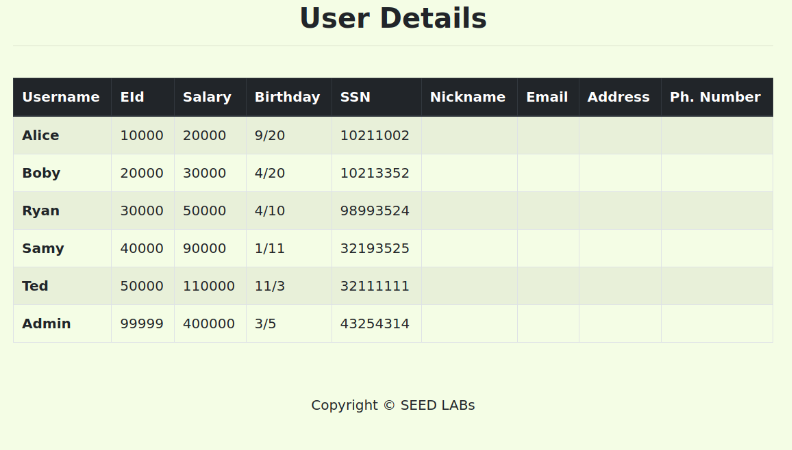 User Details
Username EId Salary Birthday SSN Nickname Email Address Ph. Number
Alice 10000 20000 9/20 10211002
Boby 20000 30000 4/20 10213352
Ryan 30000 50000 4/10 98993524
Samy 40000 90000 1/11 32193525
Ted 50000 110000 11/3 32111111
Admin 99999 400000 3/5 43254314
Copyright © SEED LABs